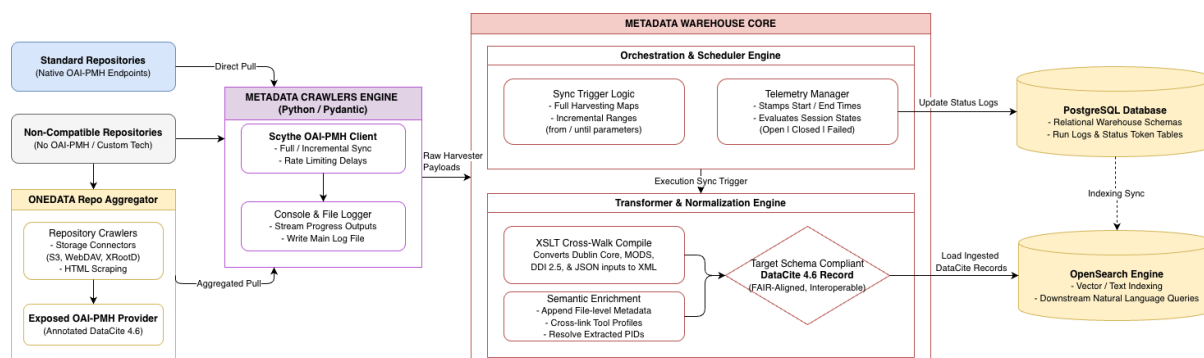 Standard Repositories
(Native OAI-PMH Endpoints)
Direct Pull
Non-Compatible Repositories
(No OAI-PMH / Custom Tech)
ONEDATA Repo Aggregator
Repository Crawlers
- Storage Connectors
(S3, WebDAV, XRootD)
- HTML Scraping
Exposed OAI-PMH Provider
(Annotated DataCite 4.6)
Aggregated Pull
METADATA CRAWLERS ENGINE
(Python / Pydantic)
Scythe OAI-PMH Client
- Full / Incremental Sync
- Rate Limiting Delays
Console & File Logger
- Stream Progress Outputs
- Write Main Log File
Raw Harvester
Payloads
METADATA WAREHOUSE CORE
Orchestration & Scheduler Engine
Sync Trigger Logic
- Full Harvesting Maps
- Incremental Ranges
(from / until parameters)
Telemetry Manager
- Stamps Start / End Times
- Evaluates Session States
(Open | Closed | Failed)
Execution Sync Trigger
Transformer & Normalization Engine
XSLT Cross-Walk Compile
Converts Dublin Core, MODS,
DDI 2.5, & JSON inputs to XML
Semantic Enrichment
- Append File-level Metadata
- Cross-link Tool Profiles
- Resolve Extracted PIDs
Target Schema Compliant
DataCite 4.6 Record
(FAIR-Aligned, Interoperable)
Update Status Logs
PostgreSQL Database
- Relational Warehouse Schemas
- Run Logs & Status Token Tables
Indexing Sync
Load Ingested
DataCite Records
OpenSearch Engine
- Vector / Text Indexing
- Downstream Natural Language Queries